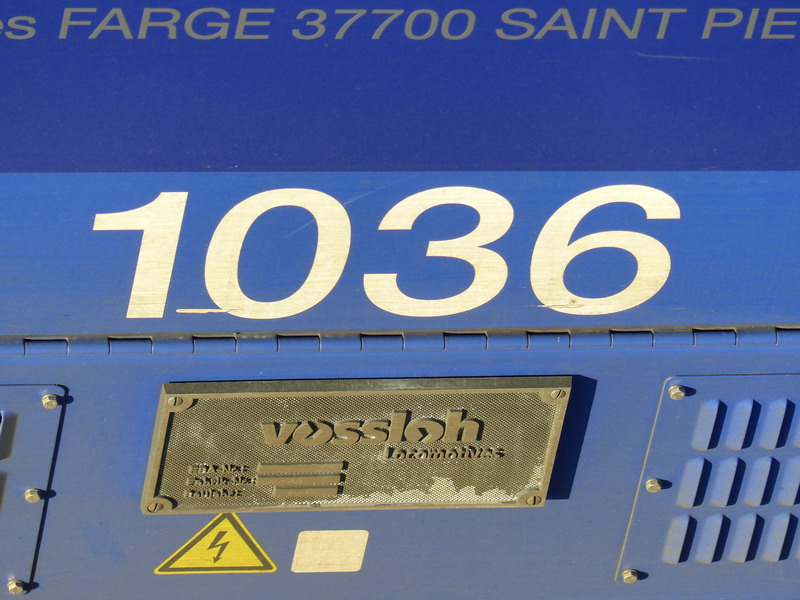 es FARGE 37700 SAINT PIE
1036
vossloh
Locomotives